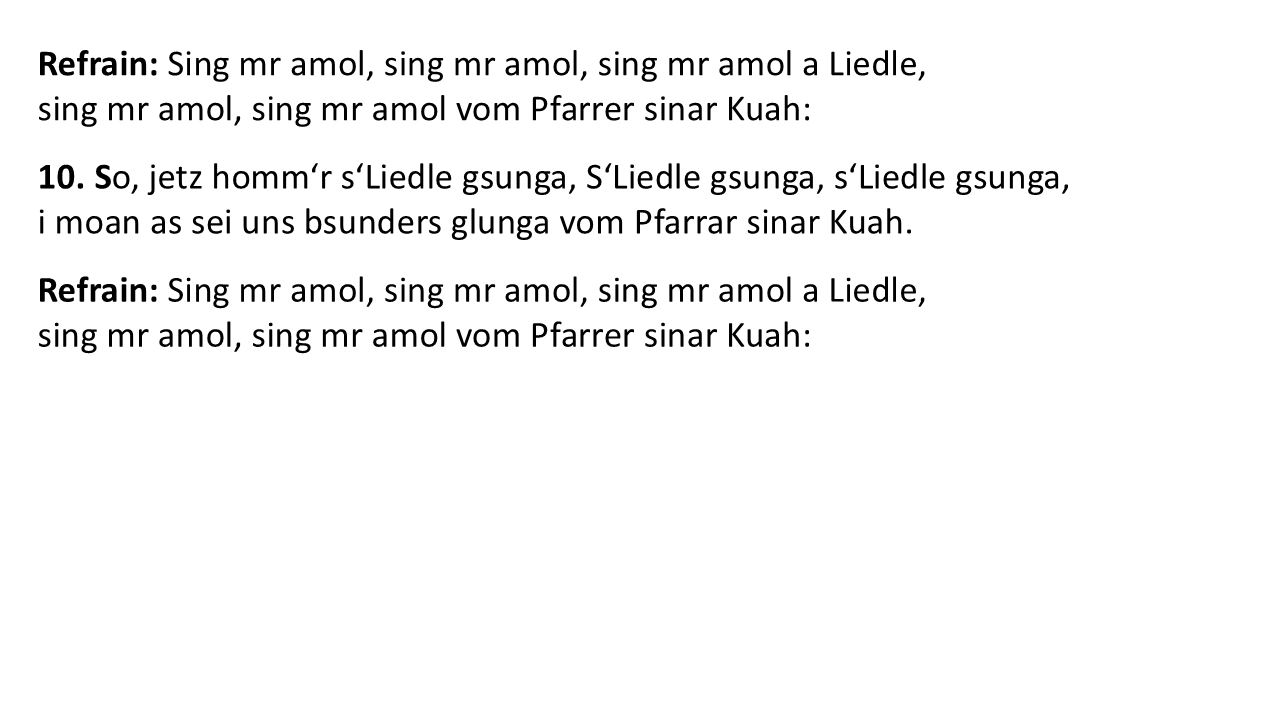 Refrain: Sing mr amol, sing mr amol, sing mr amol a Liedle,
sing mr amol, sing mr amol vom Pfarrer sinar Kuah:
10. So, jetz homm‘r s‘Liedle gsunga, S‘Liedle gsunga, s‘Liedle gsunga,
i moan as sei uns bsunders glunga vom Pfarrar sinar Kuah.
Refrain: Sing mr amol, sing mr amol, sing mr amol a Liedle,
sing mr amol, sing mr amol vom Pfarrer sinar Kuah: